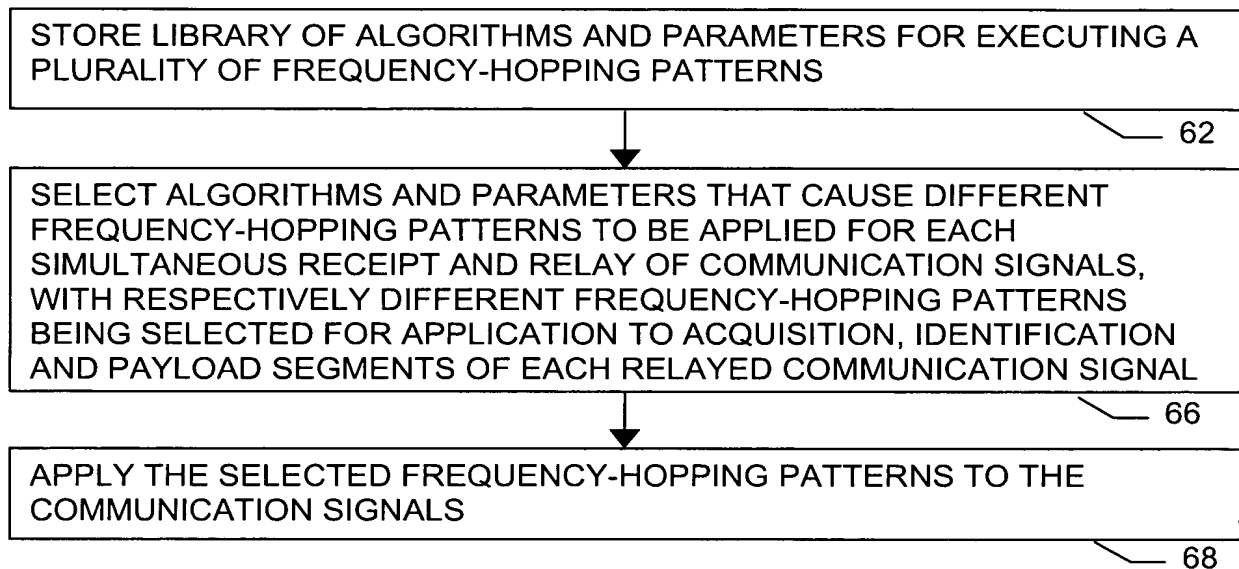 STORE LIBRARY OF ALGORITHMS AND PARAMETERS FOR EXECUTING A
PLURALITY OF FREQUENCY-HOPPING PATTERNS
62
SELECT ALGORITHMS AND PARAMETERS THAT CAUSE DIFFERENT
FREQUENCY-HOPPING PATTERNS TO BE APPLIED FOR EACH
SIMULTANEOUS RECEIPT AND RELAY OF COMMUNICATION SIGNALS,
WITH RESPECTIVELY DIFFERENT FREQUENCY-HOPPING PATTERNS
BEING SELECTED FOR APPLICATION TO ACQUISITION, IDENTIFICATION
AND PAYLOAD SEGMENTS OF EACH RELAYED COMMUNICATION SIGNAL
66
APPLY THE SELECTED FREQUENCY-HOPPING PATTERNS TO THE
COMMUNICATION SIGNALS
68